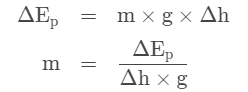 ΔEp = m × g × Δh
m = ΔEp / Δh × g